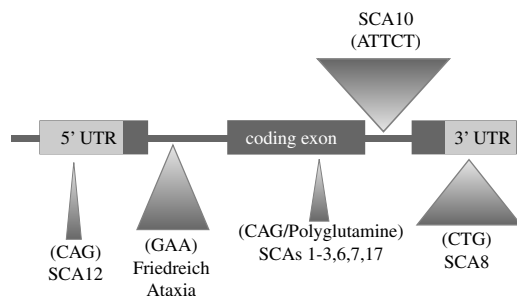 SCA10
(ATTCT)
5' UTR
coding exon
3' UTR
(CAG)
SCA12
(GAA)
Friedreich
Ataxia
(CAG/Polyglutamine)
SCAs 1-3,6,7,17
(CTG)
SCA8